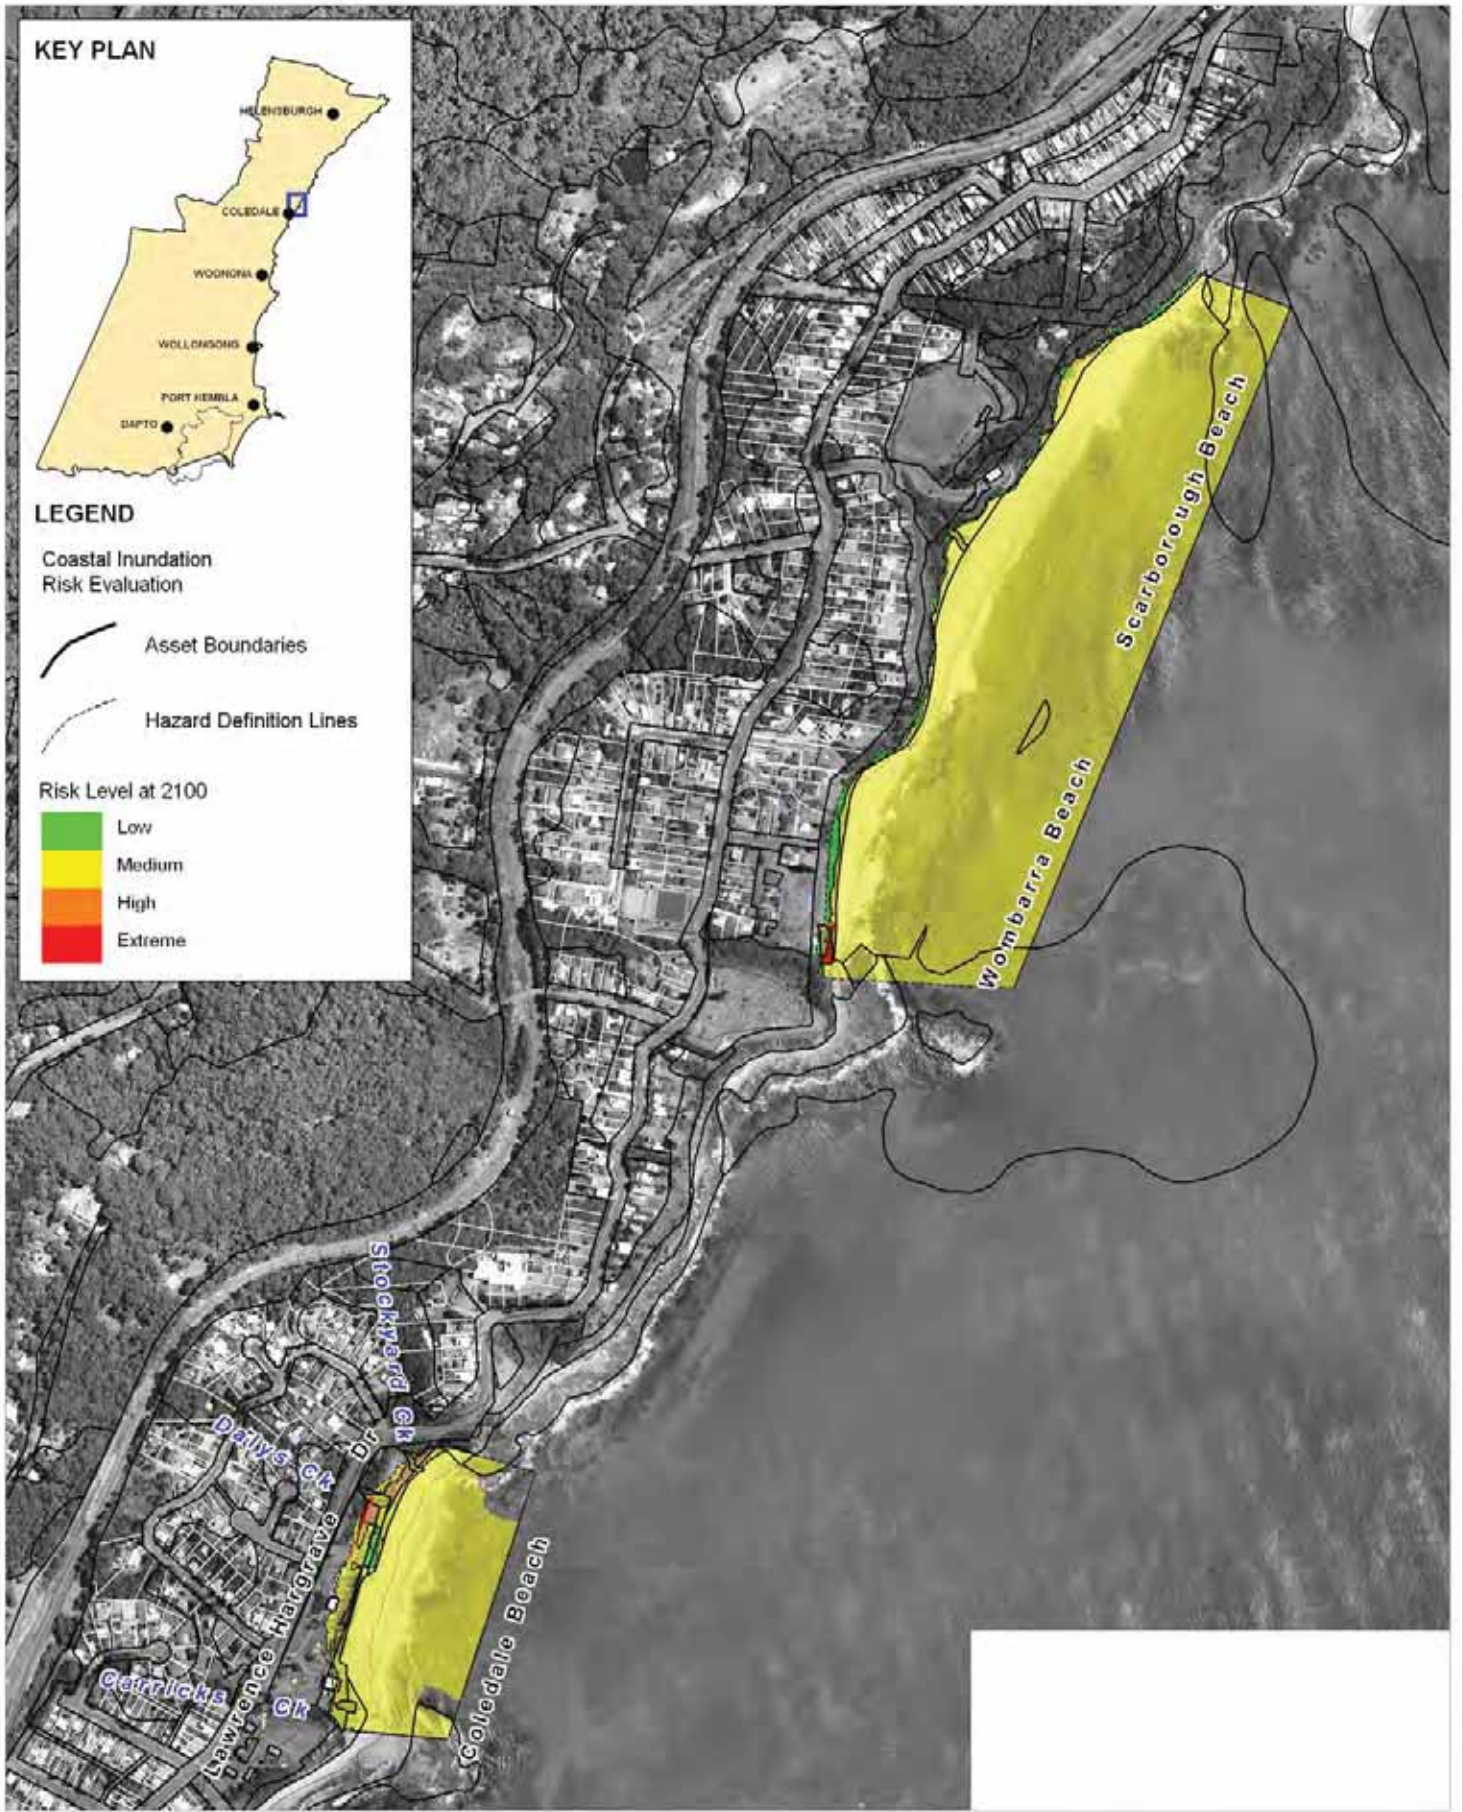 KEY PLAN
HELENSBURGH
COLEDALE
WOONONA
WOLLONGONG
PORT KEMBLA
DAPTO
LEGEND
Coastal Inundation
Risk Evaluation
Asset Boundaries
Hazard Definition Lines
Risk Level at 2100
Low
Medium
High
Extreme
Scarborough Beach
Wombarra Beach
Stockyard Ck
Dailys Ck
Lawrence Hargrave Dr
Carricks Ck
Coledale Beach